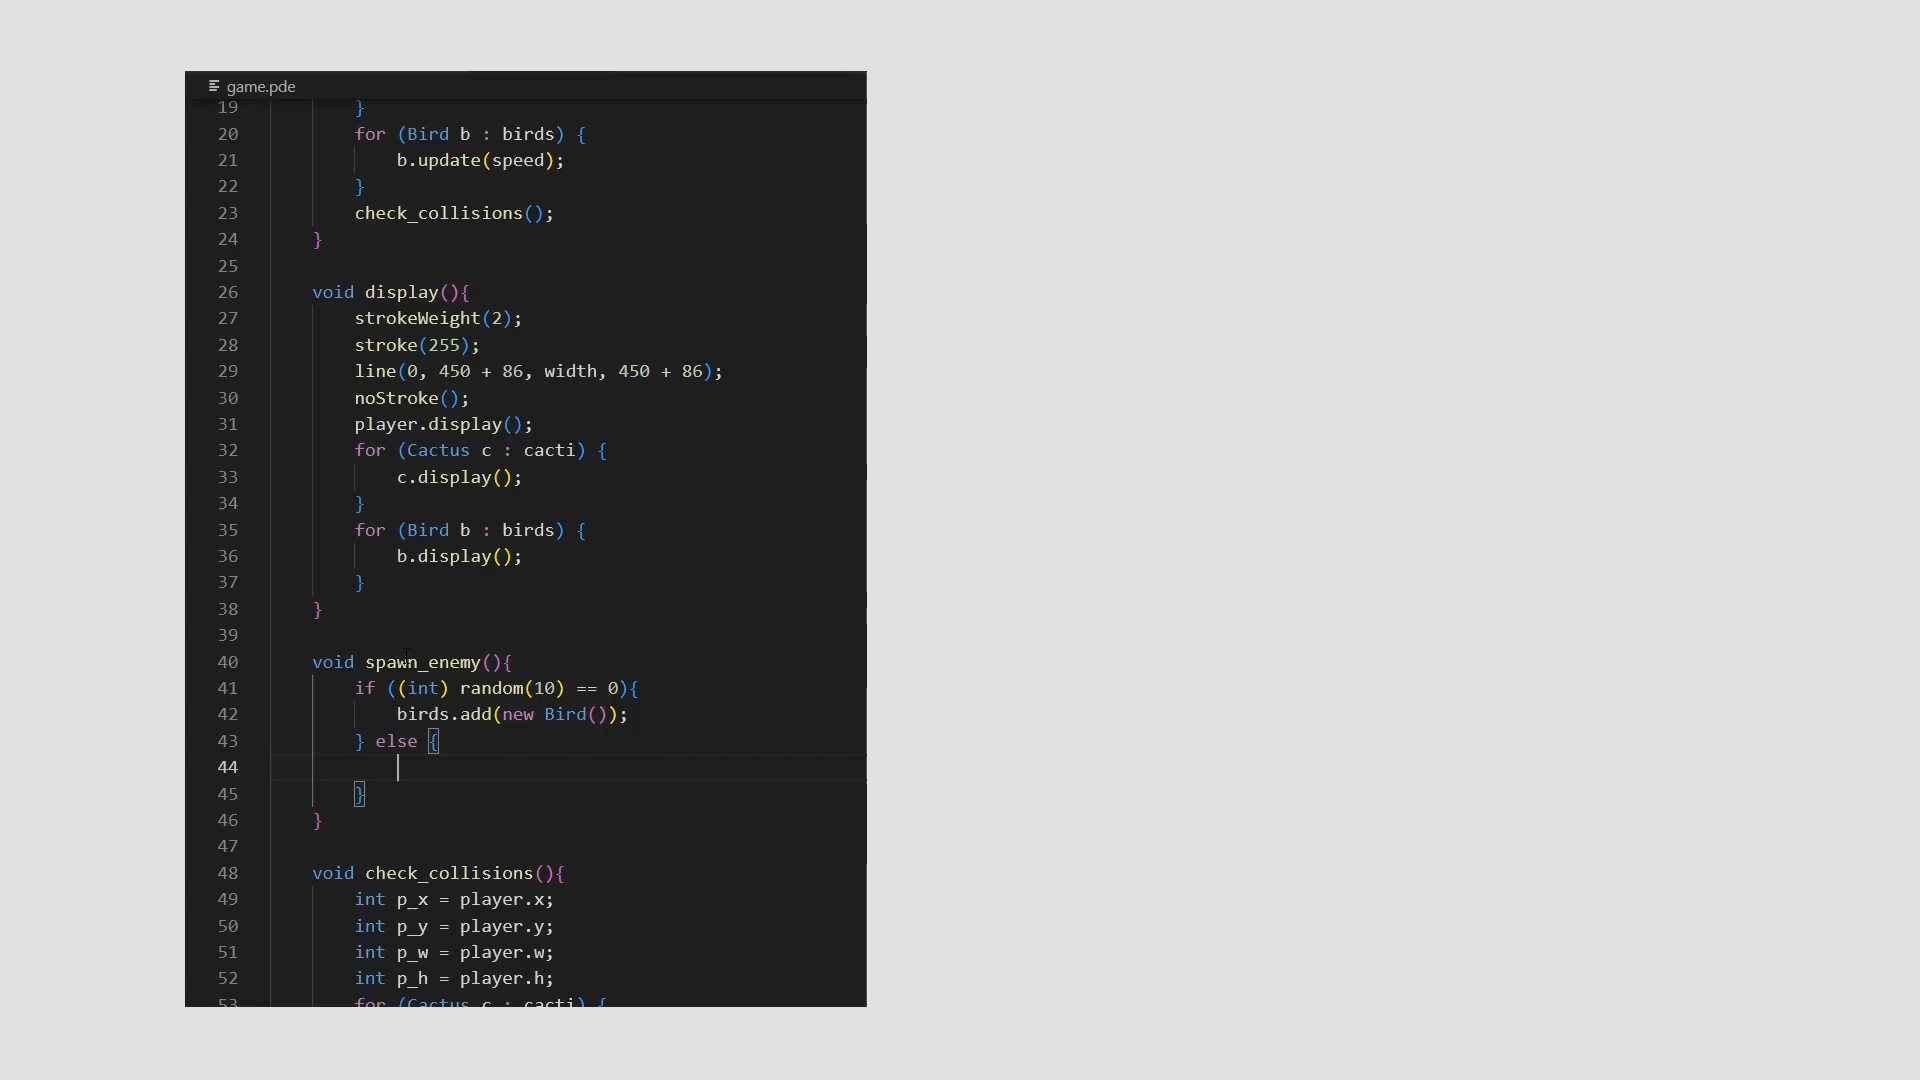 game.pde
19 }
20 for (Bird b : birds) {
21 b.update(speed);
22 }
23 check_collisions();
24 }
25
26 void display(){
27 strokeWeight(2);
28 stroke(255);
29 line(0, 450 + 86, width, 450 + 86);
30 noStroke();
31 player.display();
32 for (Cactus c : cacti) {
33 c.display();
34 }
35 for (Bird b : birds) {
36 b.display();
37 }
38 }
39
40 void spawn_enemy(){
41 if ((int) random(10) == 0){
42 birds.add(new Bird());
43 } else {
44
45 }
46 }
47
48 void check_collisions(){
49 int p_x = player.x;
50 int p_y = player.y;
51 int p_w = player.w;
52 int p_h = player.h;
53 for (Cactus c : cacti) {